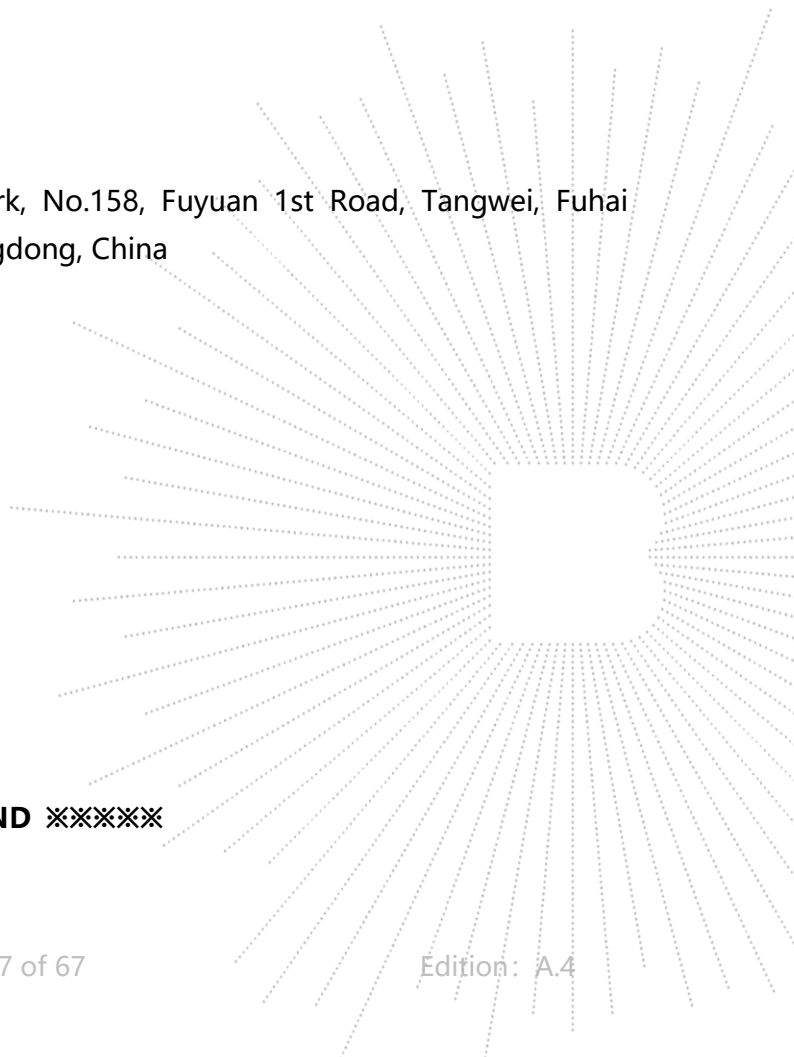 rk, No.158, Fuyuan 1st Road, Tangwei, Fuhai
gdong, China
ND ※※※※※
7 of 67 Edition: A.4